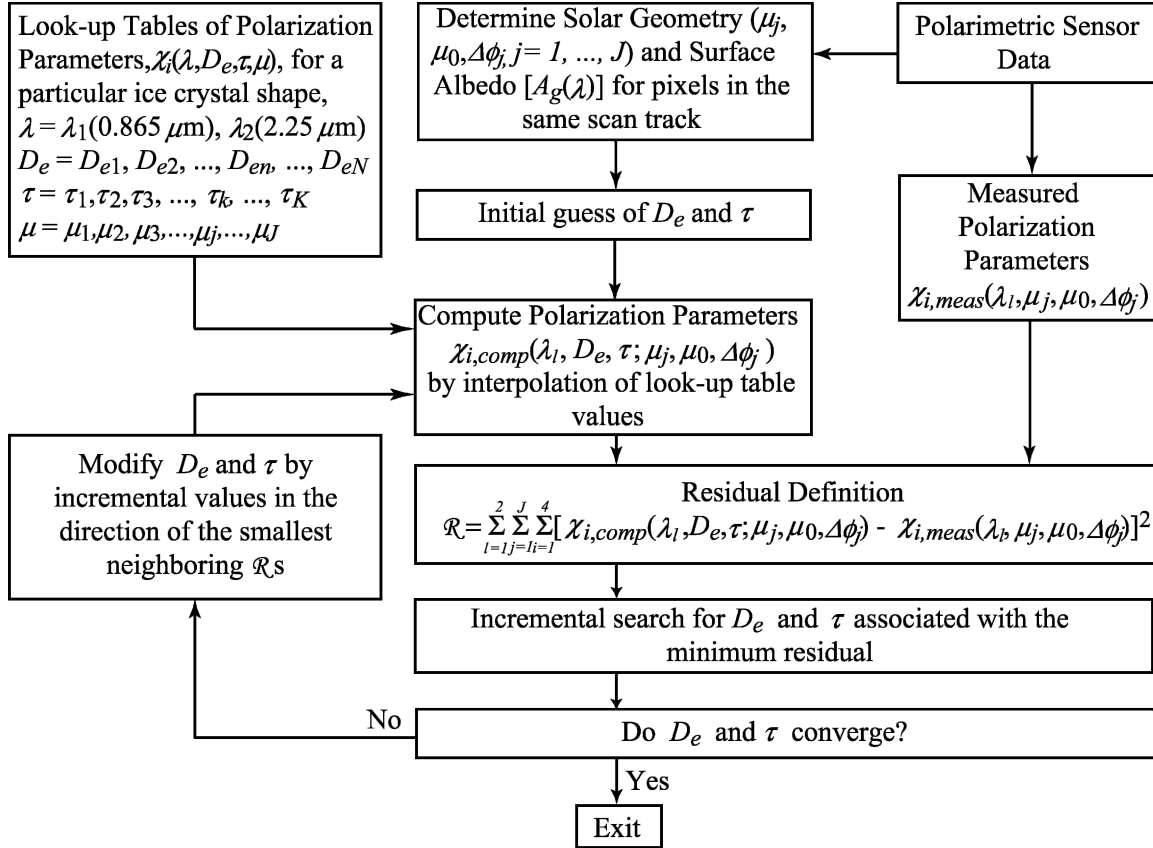 Look-up Tables of Polarization
Parameters,χi(λ,De,τ,μ), for a
particular ice crystal shape,
λ = λ1(0.865 μm), λ2(2.25 μm)
De = De1, De2, ..., Den, ..., DeN
τ = τ1,τ2,τ3, ..., τk, ..., τK
μ = μ1,μ2,μ3,...,μj,...,μJ
Determine Solar Geometry (μj,
μ0,Δϕj, j = 1, ..., J) and Surface
Albedo [Ag(λ)] for pixels in the
same scan track
Polarimetric Sensor
Data
Initial guess of De and τ
Measured
Polarization
Parameters
χi,meas(λl,μj,μ0,Δϕj)
Compute Polarization Parameters
χi,comp(λl, De, τ; μj,μ0,Δϕj )
by interpolation of look-up table
values
Modify De and τ by
incremental values in the
direction of the smallest
neighboring ℛs
Residual Definition
ℛ= 2Σl=1 JΣj=1 4Σi=1[ χi,comp(λl,De,τ; μj,μ0,Δϕj) - χi,meas(λl, μj,μ0,Δϕj)]2
Incremental search for De and τ associated with the
minimum residual
No
Do De and τ converge?
Yes
Exit